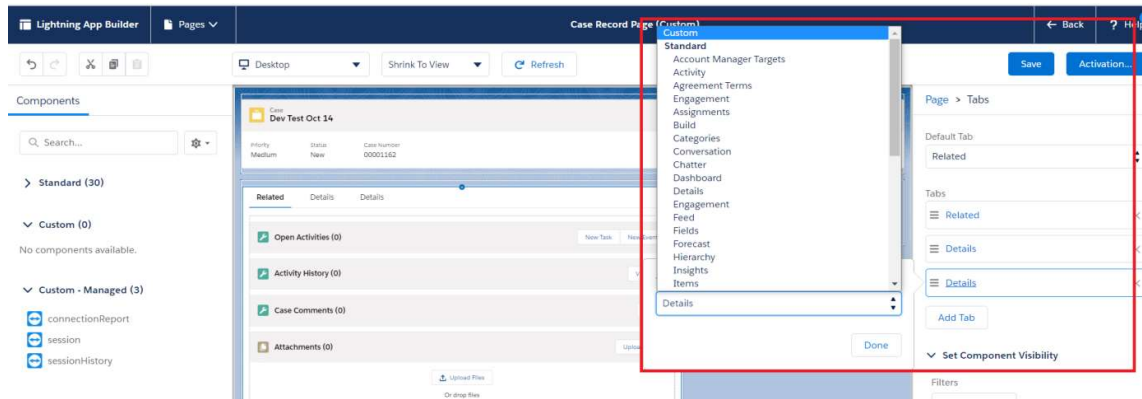 Lightning App Builder
Pages
Case Record Page (Custom)
Back
? Help
Desktop
Shrink To View
Refresh
Save
Activation...
Components
Search...
Standard (30)
Custom (0)
No components available.
Custom - Managed (3)
connectionReport
session
sessionHistory
Case
Dev Test Oct 14
Priority
Status
Case Number
Medium
New
00001162
Related
Details
Details
Open Activities (0)
New Task
New Event
Activity History (0)
Case Comments (0)
Attachments (0)
Upload Files
Or drop files
Custom
Standard
Account Manager Targets
Activity
Agreement Terms
Engagement
Assignments
Build
Categories
Conversation
Chatter
Dashboard
Details
Engagement
Feed
Fields
Forecast
Hierarchy
Insights
Items
Details
Done
Page > Tabs
Default Tab
Related
Tabs
Related
Details
Details
Add Tab
Set Component Visibility
Filters